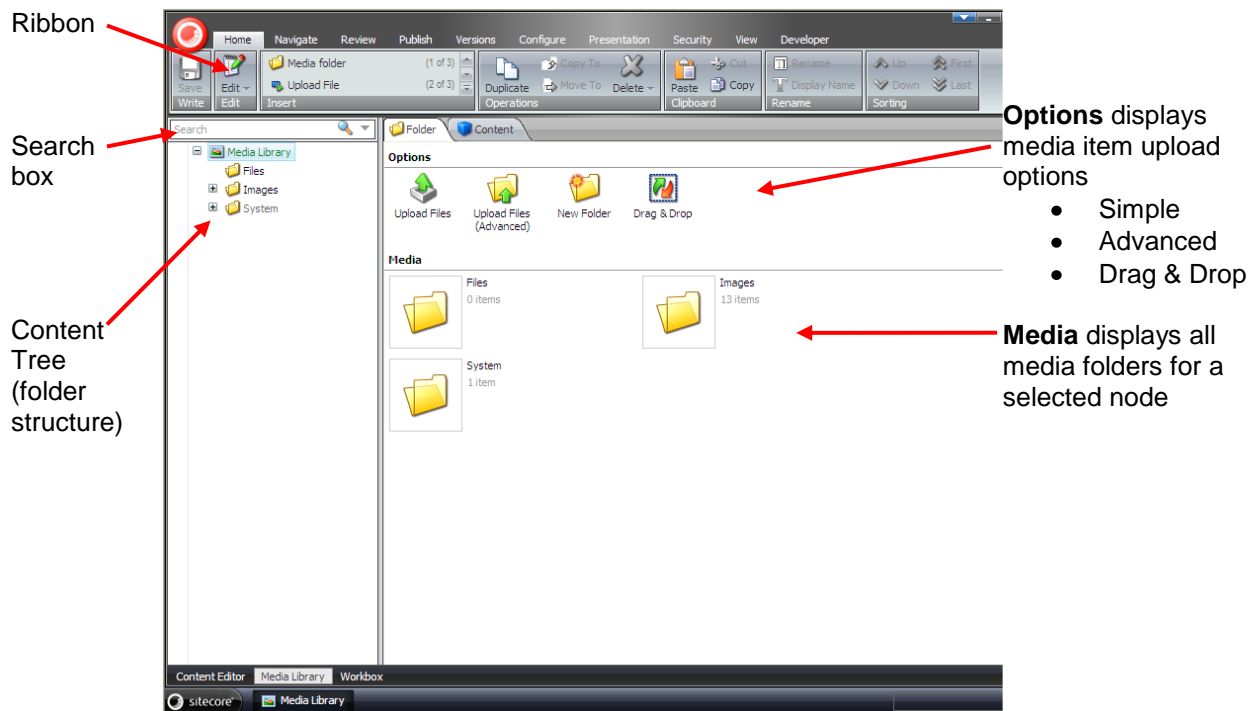 Ribbon
Search
box
Content
Tree
(folder
structure)
Home Navigate Review Publish Versions Configure Presentation Security View Developer
Save
Write
Edit
Edit
Media folder (1 of 3)
Upload File (2 of 3)
Insert
Duplicate
Copy To
Move To
Delete
Operations
Paste
Cut
Copy
Clipboard
Rename
Display Name
Rename
Up First
Down Last
Sorting
Search
Media Library
Files
Images
System
Folder Content
Options
Upload Files
Upload Files
(Advanced)
New Folder
Drag & Drop
Media
Files
0 items
Images
13 items
System
1 item
Options displays
media item upload
options
• Simple
• Advanced
• Drag & Drop
Media displays all
media folders for a
selected node
Content Editor Media Library Workbox
sitecore Media Library